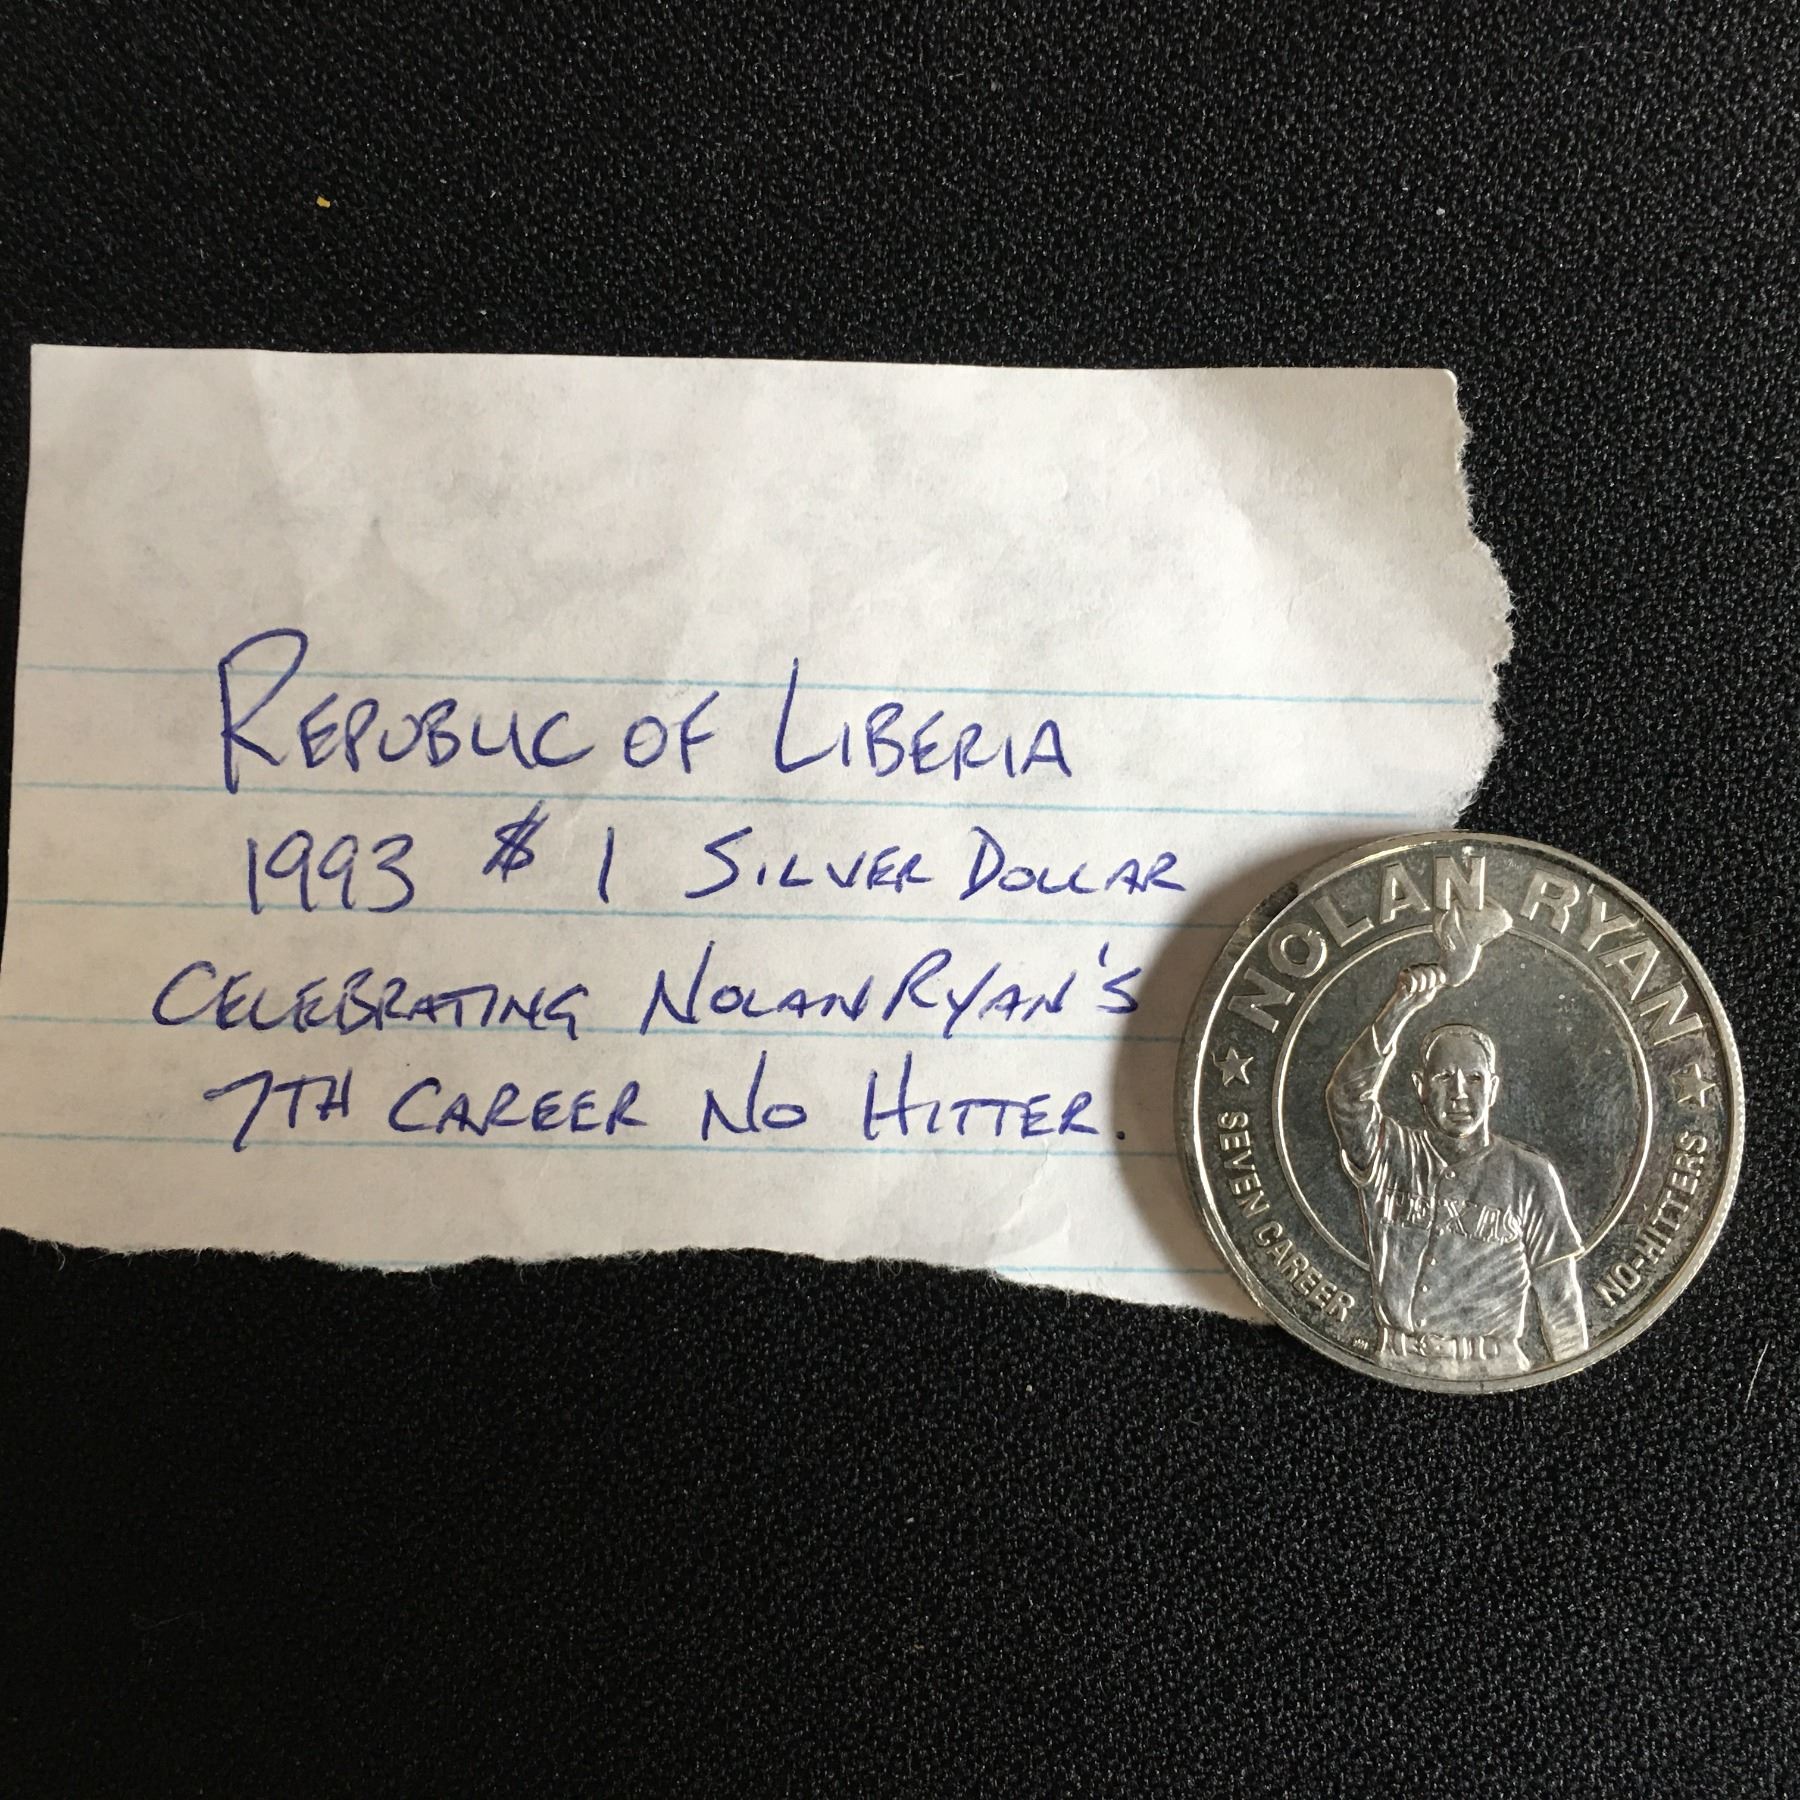 REPUBLIC OF LIBERIA
1993 $1 SILVER DOLLAR
CELEBRATING NOLAN RYAN'S
7TH CAREER NO HITTER.
NOLAN RYAN
★ SEVEN CAREER NO-HITTERS ★
TEXAS